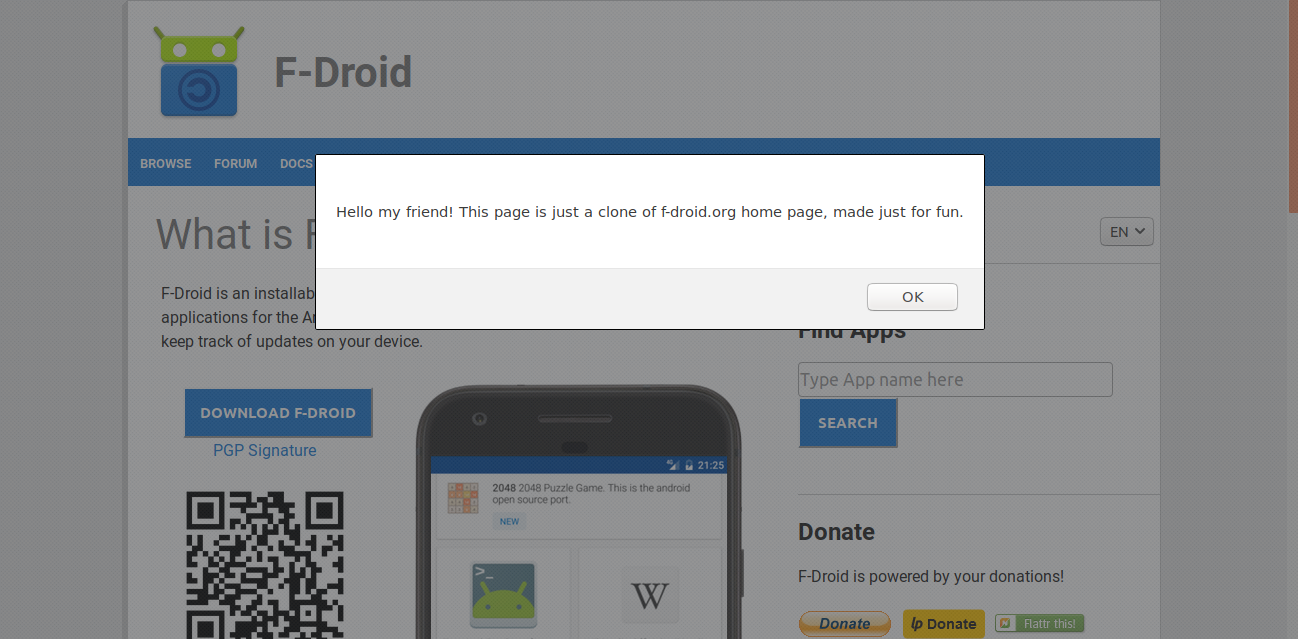 F-Droid
BROWSE FORUM DOCS
Hello my friend! This page is just a clone of f-droid.org home page, made just for fun.
OK
What is
EN
F-Droid is an
applications for the
keep track of updates on your device.
Find Apps
Type App name here
SEARCH
DOWNLOAD F-DROID
PGP Signature
21:25
2048 2048 Puzzle Game. This is the android
open source port.
NEW
>_
W
Donate
F-Droid is powered by your donations!
Donate
lp Donate
Flattr this!